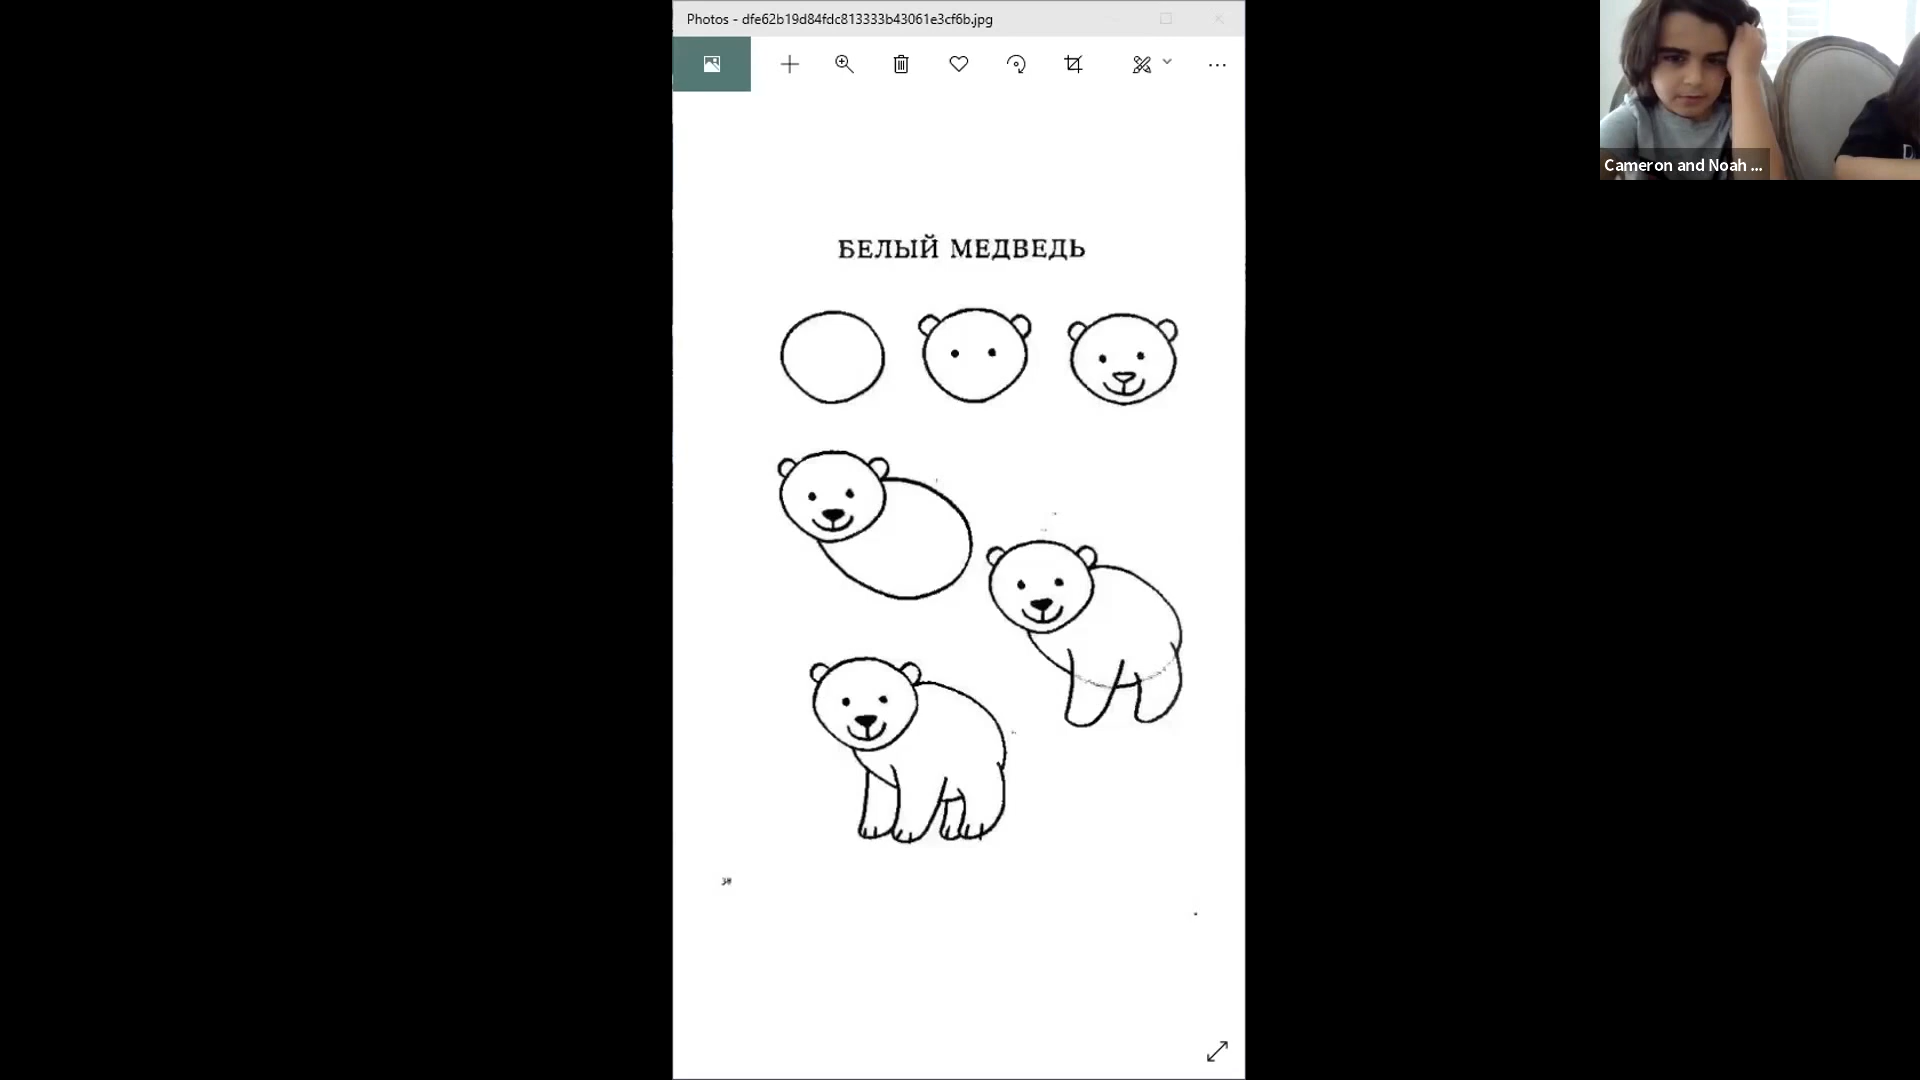 Photos - dfe62b19d84fdc813333b43061e3cf6b.jpg
Cameron and Noah ...
БЕЛЫЙ МЕДВЕДЬ